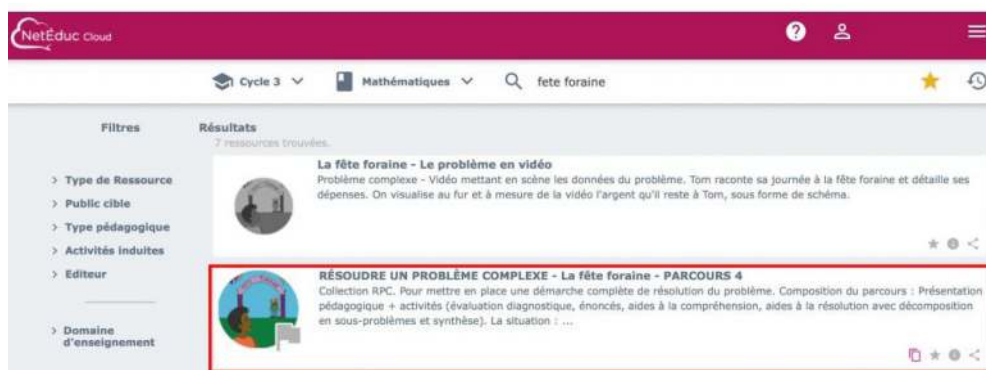 NetÉduc Cloud
?
Cycle 3
Mathématiques
fete foraine
Filtres
Type de Ressource
Public cible
Type pédagogique
Activités induites
Editeur
Domaine
d'enseignement
Résultats
7 ressources trouvées.
La fête foraine - Le problème en vidéo
Problème complexe - Vidéo mettant en scène les données du problème. Tom raconte sa journée à la fête foraine et détaille ses
dépenses. On visualise au fur et à mesure de la vidéo l'argent qu'il reste à Tom, sous forme de schéma.
RÉSOUDRE UN PROBLÈME COMPLEXE - La fête foraine - PARCOURS 4
Collection RPC. Pour mettre en place une démarche complète de résolution du problème. Composition du parcours : Présentation
pédagogique + activités (évaluation diagnostique, énoncés, aides à la compréhension, aides à la résolution avec décomposition
en sous-problèmes et synthèse). La situation : ...